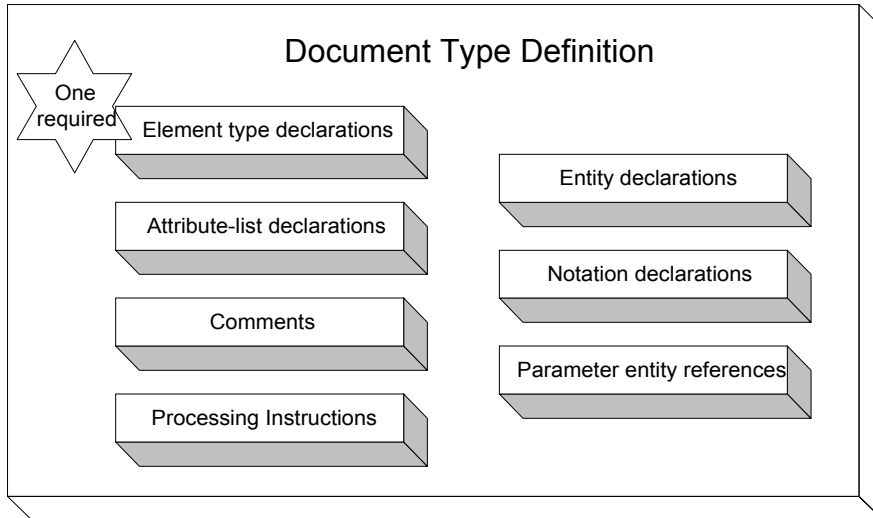 Document Type Definition
One
required
Element type declarations
Attribute-list declarations
Comments
Processing Instructions
Entity declarations
Notation declarations
Parameter entity references